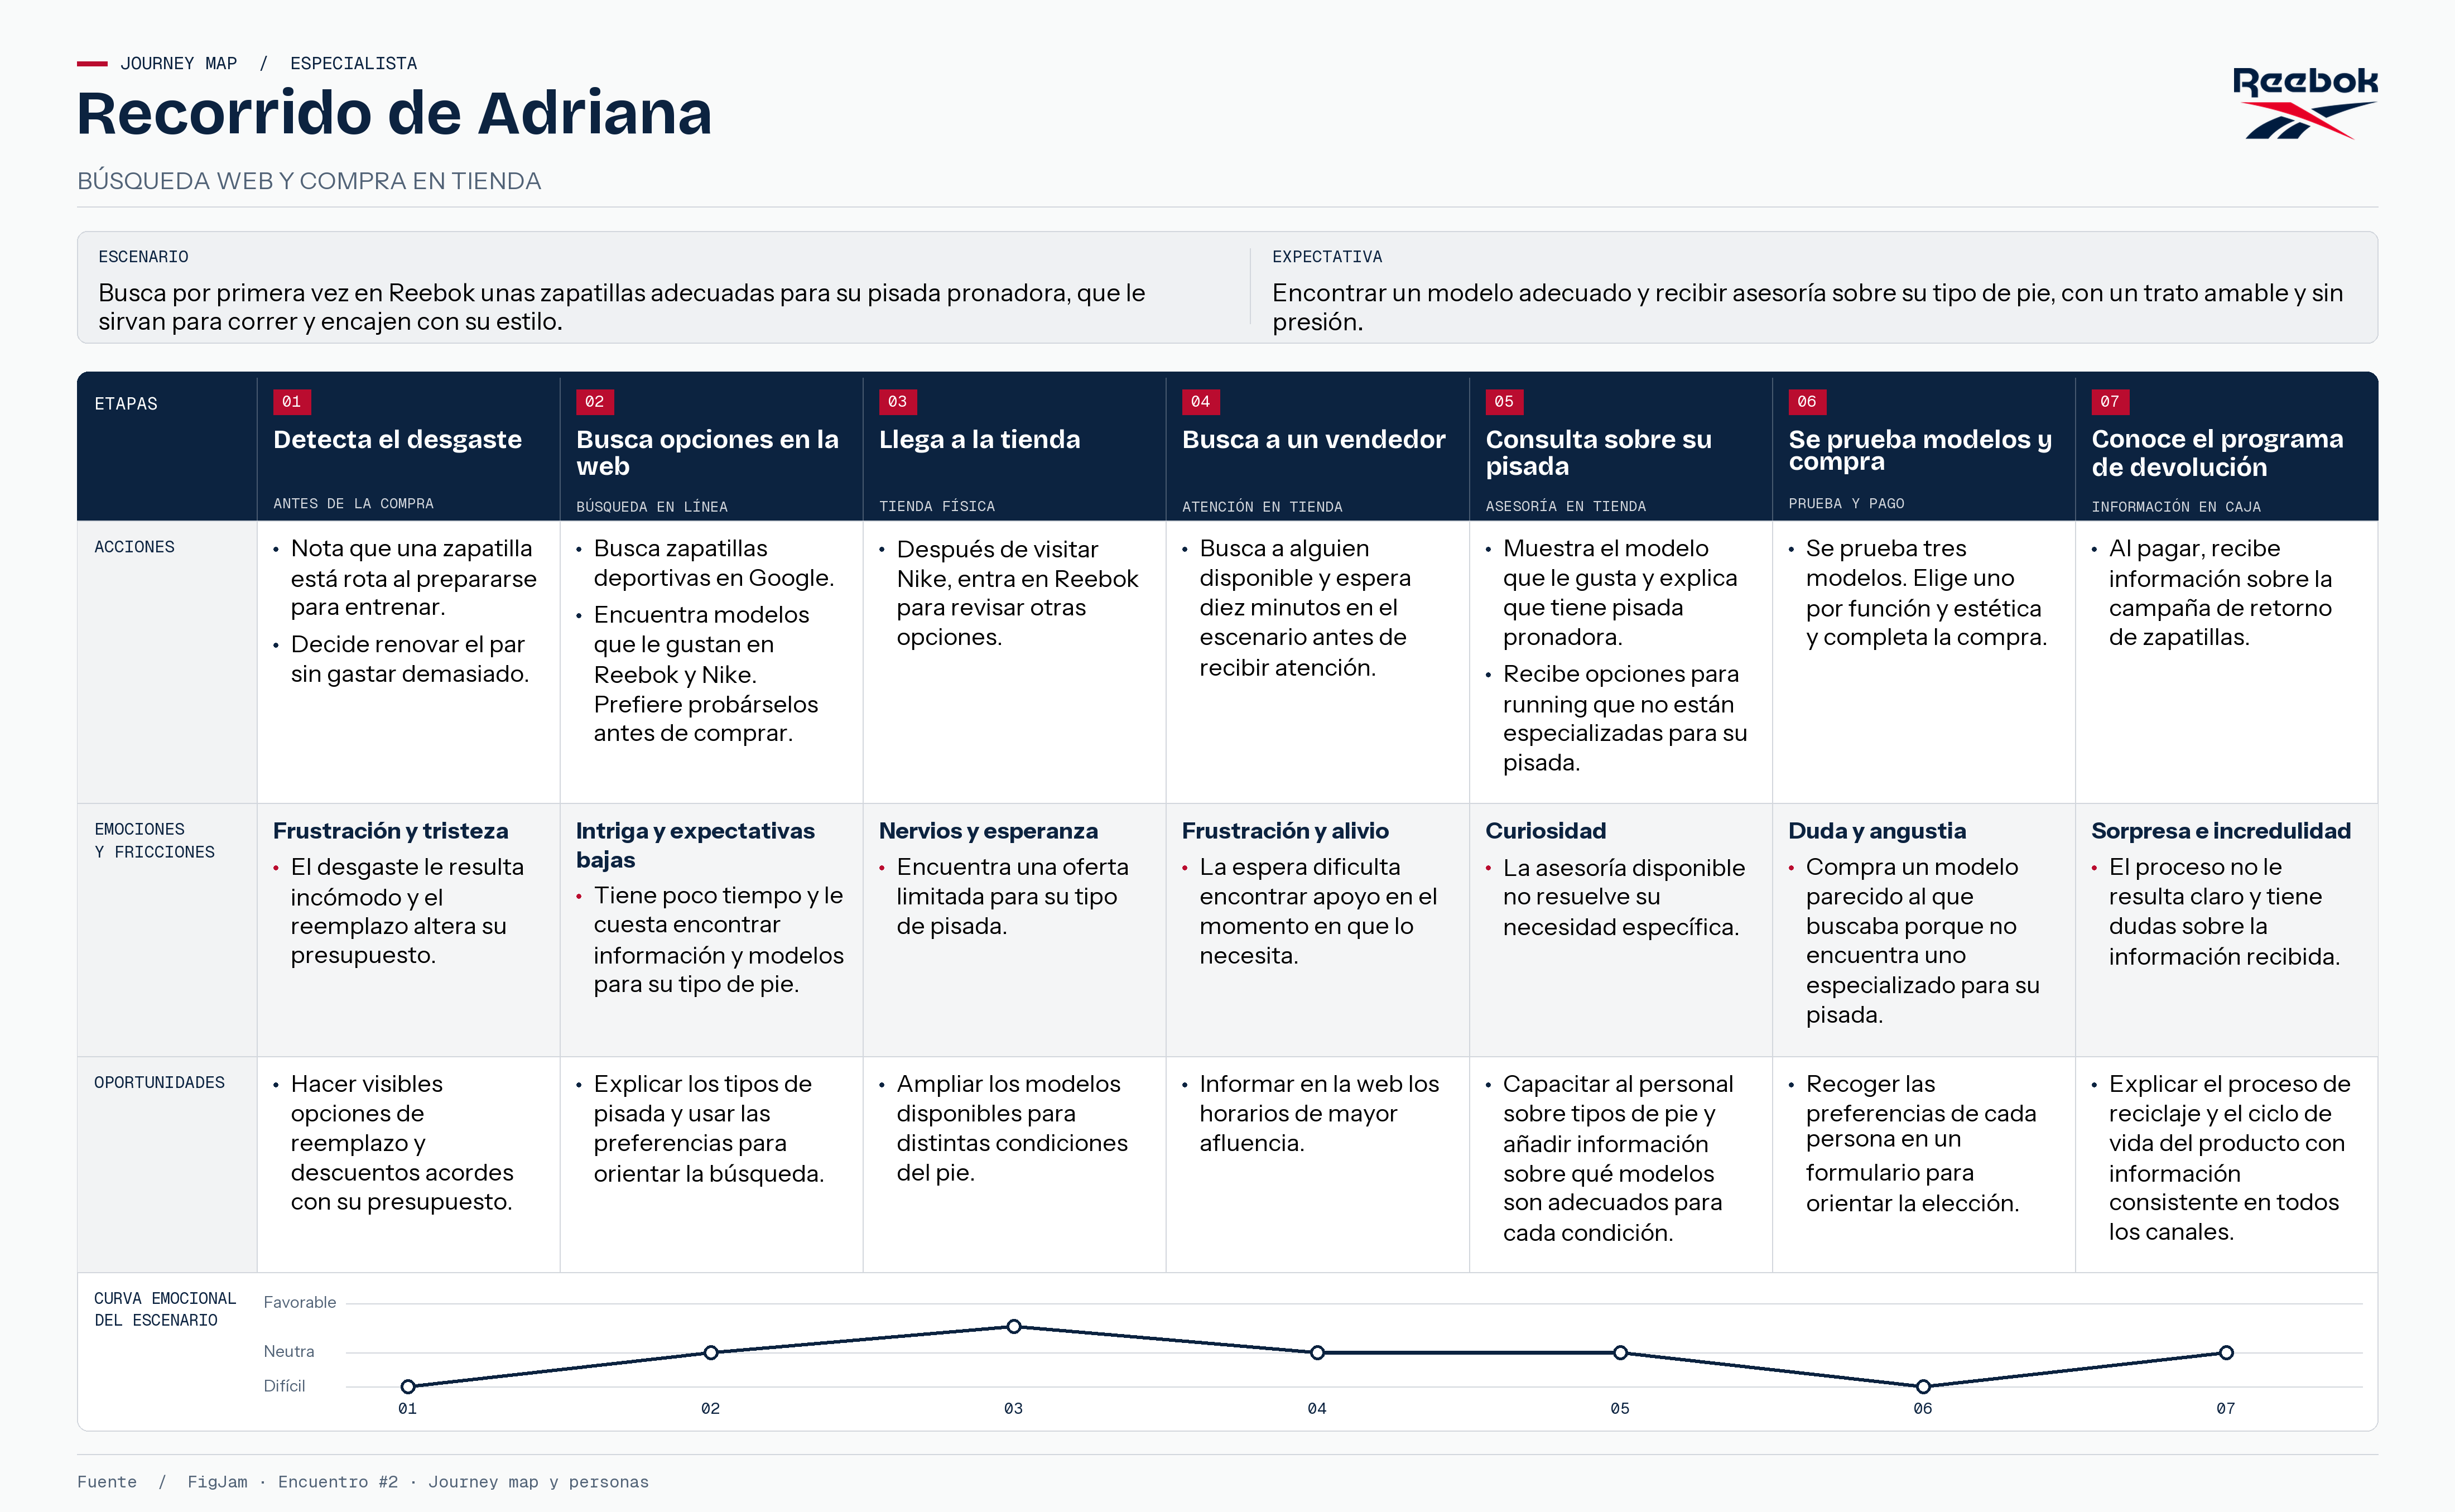 JOURNEY MAP / ESPECIALISTA
Recorrido de Adriana
Reebok
BÚSQUEDA WEB Y COMPRA EN TIENDA
ESCENARIO
Busca por primera vez en Reebok unas zapatillas adecuadas para su pisada pronadora, que le
sirvan para correr y encajen con su estilo.
EXPECTATIVA
Encontrar un modelo adecuado y recibir asesoría sobre su tipo de pie, con un trato amable y sin
presión.
ETAPAS
01
Detecta el desgaste
ANTES DE LA COMPRA
02
Busca opciones en la
web
BÚSQUEDA EN LÍNEA
03
Llega a la tienda
TIENDA FÍSICA
04
Busca a un vendedor
ATENCIÓN EN TIENDA
05
Consulta sobre su
pisada
ASESORÍA EN TIENDA
06
Se prueba modelos y
compra
PRUEBA Y PAGO
07
Conoce el programa
de devolución
INFORMACIÓN EN CAJA
ACCIONES
• Nota que una zapatilla
está rota al prepararse
para entrenar.
• Decide renovar el par
sin gastar demasiado.
• Busca zapatillas
deportivas en Google.
• Encuentra modelos
que le gustan en
Reebok y Nike.
Prefiere probárselos
antes de comprar.
• Después de visitar
Nike, entra en Reebok
para revisar otras
opciones.
• Busca a alguien
disponible y espera
diez minutos en el
escenario antes de
recibir atención.
• Muestra el modelo
que le gusta y explica
que tiene pisada
pronadora.
• Recibe opciones para
running que no están
especializadas para su
pisada.
• Se prueba tres
modelos. Elige uno
por función y estética
y completa la compra.
• Al pagar, recibe
información sobre la
campaña de retorno
de zapatillas.
EMOCIONES
Y FRICCIONES
Frustración y tristeza
• El desgaste le resulta
incómodo y el
reemplazo altera su
presupuesto.
Intriga y expectativas
bajas
• Tiene poco tiempo y le
cuesta encontrar
información y modelos
para su tipo de pie.
Nervios y esperanza
• Encuentra una oferta
limitada para su tipo
de pisada.
Frustración y alivio
• La espera dificulta
encontrar apoyo en el
momento en que lo
necesita.
Curiosidad
• La asesoría disponible
no resuelve su
necesidad específica.
Duda y angustia
• Compra un modelo
parecido al que
buscaba porque no
encuentra uno
especializado para su
pisada.
Sorpresa e incredulidad
• El proceso no le
resulta claro y tiene
dudas sobre la
información recibida.
OPORTUNIDADES
• Hacer visibles
opciones de
reemplazo y
descuentos acordes
con su presupuesto.
• Explicar los tipos de
pisada y usar las
preferencias para
orientar la búsqueda.
• Ampliar los modelos
disponibles para
distintas condiciones
del pie.
• Informar en la web los
horarios de mayor
afluencia.
• Capacitar al personal
sobre tipos de pie y
añadir información
sobre qué modelos
son adecuados para
cada condición.
• Recoger las
preferencias de cada
persona en un
formulario para
orientar la elección.
• Explicar el proceso de
reciclaje y el ciclo de
vida del producto con
información
consistente en todos
los canales.
CURVA EMOCIONAL
DEL ESCENARIO
Favorable
Neutra
Difícil
01 02 03 04 05 06 07
Fuente / FigJam · Encuentro #2 · Journey map y personas